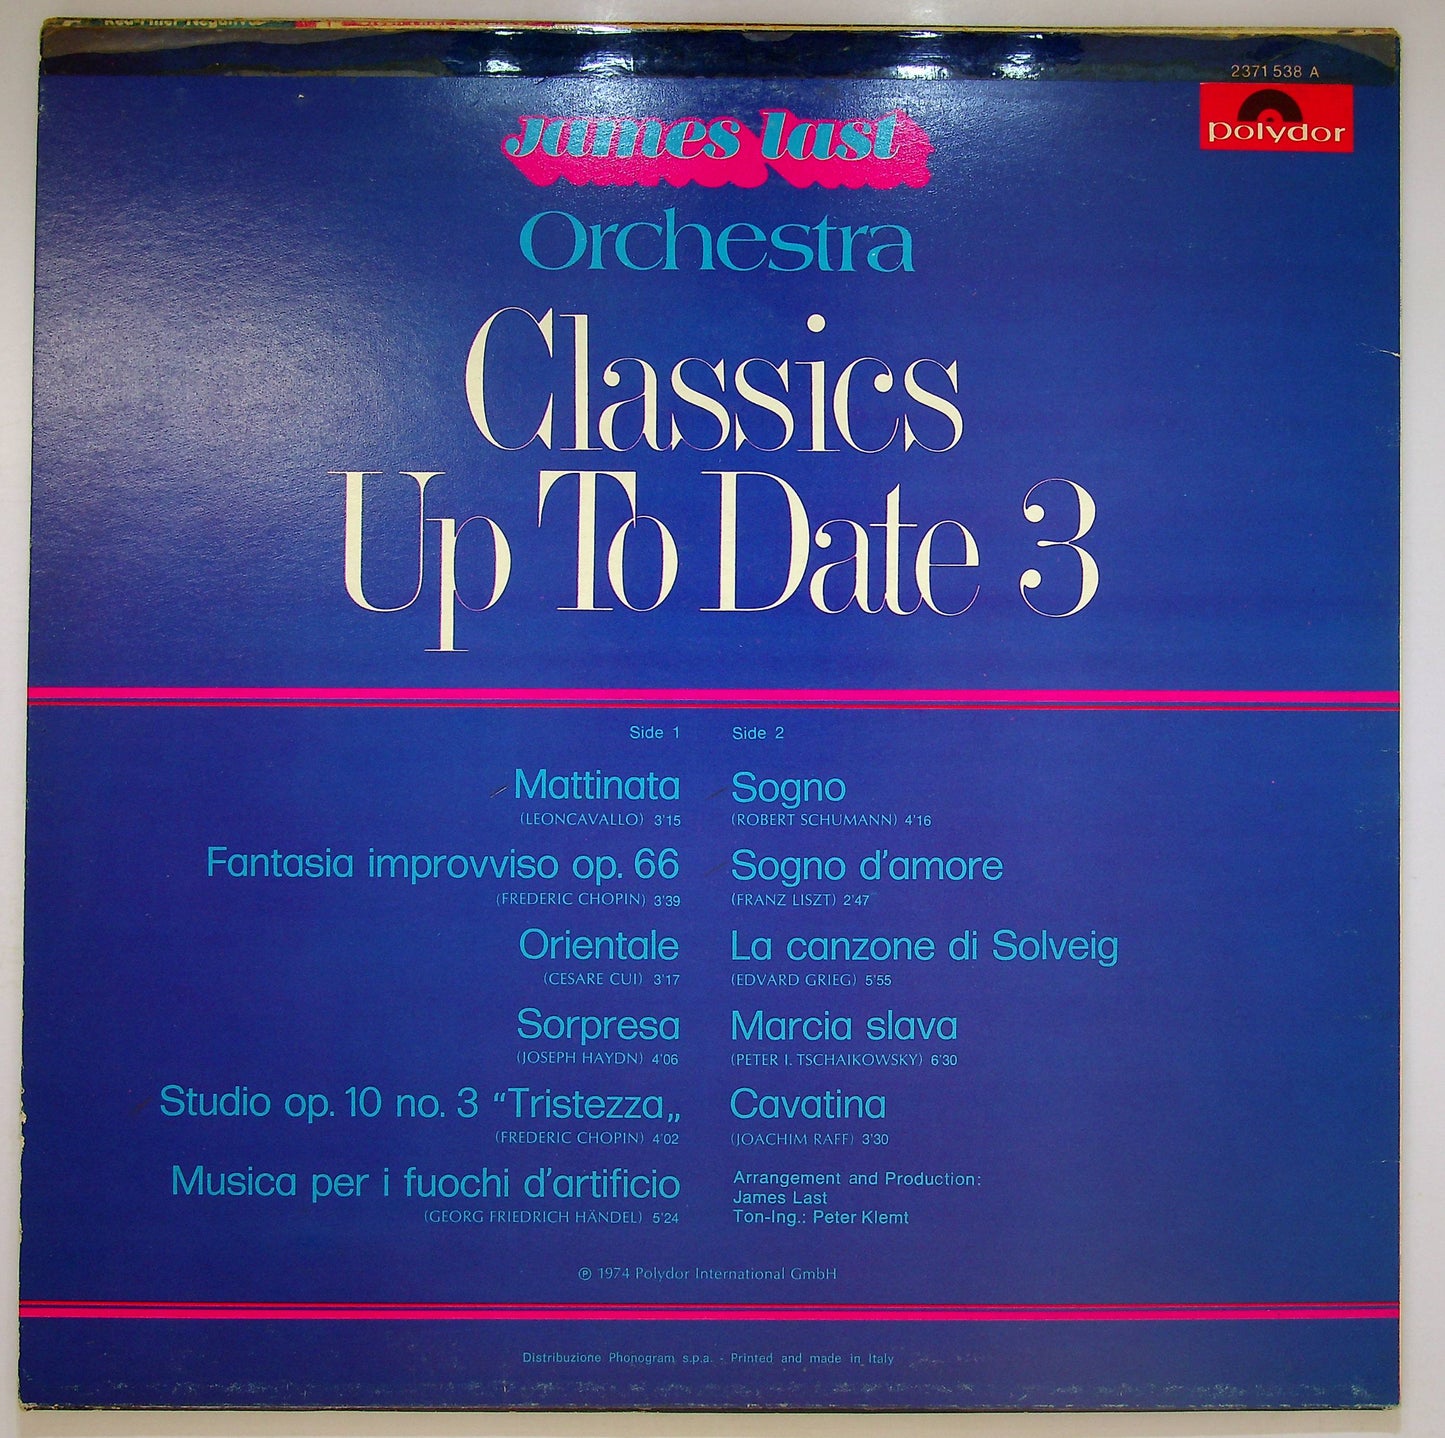 Red-Filter Negativ
2371 538 A
polydor
james last
Orchestra
Classics
Up To Date 3
Side 1
Mattinata
(LEONCAVALLO) 3'15
Fantasia improvviso op. 66
(FREDERIC CHOPIN) 3'39
Orientale
(CESARE CUI) 3'17
Sorpresa
(JOSEPH HAYDN) 4'06
Studio op. 10 no. 3 “Tristezza„
(FREDERIC CHOPIN) 4'02
Musica per i fuochi d'artificio
(GEORG FRIEDRICH HÄNDEL) 5'24
Side 2
Sogno
(ROBERT SCHUMANN) 4'16
Sogno d'amore
(FRANZ LISZT) 2'47
La canzone di Solveig
(EDVARD GRIEG) 5'55
Marcia slava
(PETER I. TSCHAIKOWSKY) 6'30
Cavatina
(JOACHIM RAFF) 3'30
Arrangement and Production:
James Last
Ton-Ing.: Peter Klemt
℗ 1974 Polydor International GmbH
Distribuzione Phonogram s.p.a. - Printed and made in Italy